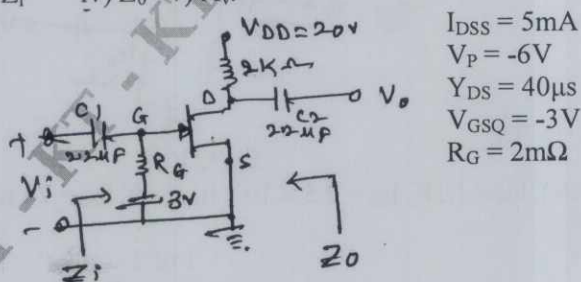 VDD=20V
2KΩ
IDSS = 5mA
VP = -6V
YDS = 40μs
VGSQ = -3V
RG = 2mΩ
D
C2
22μF
Vo
C1
22μF
G
RG
S
+
Vi
-
3V
Zi
Zo